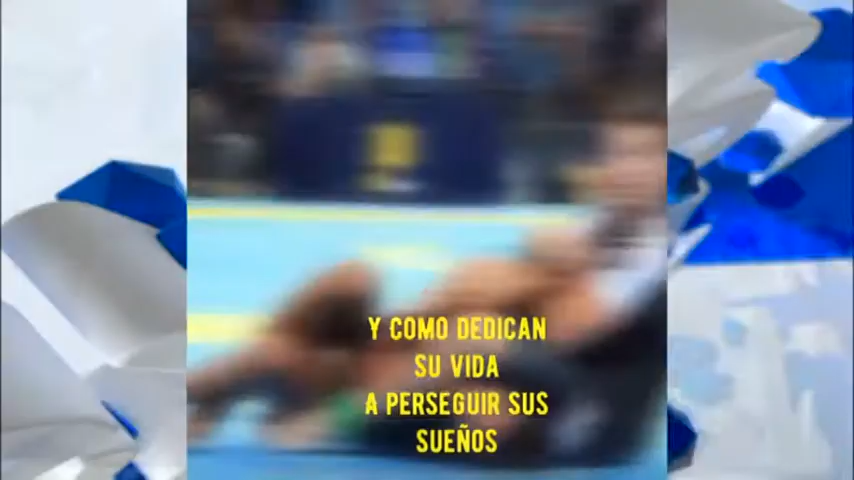 Y COMO DEDICAN
SU VIDA
A PERSEGUIR SUS
SUEÑOS